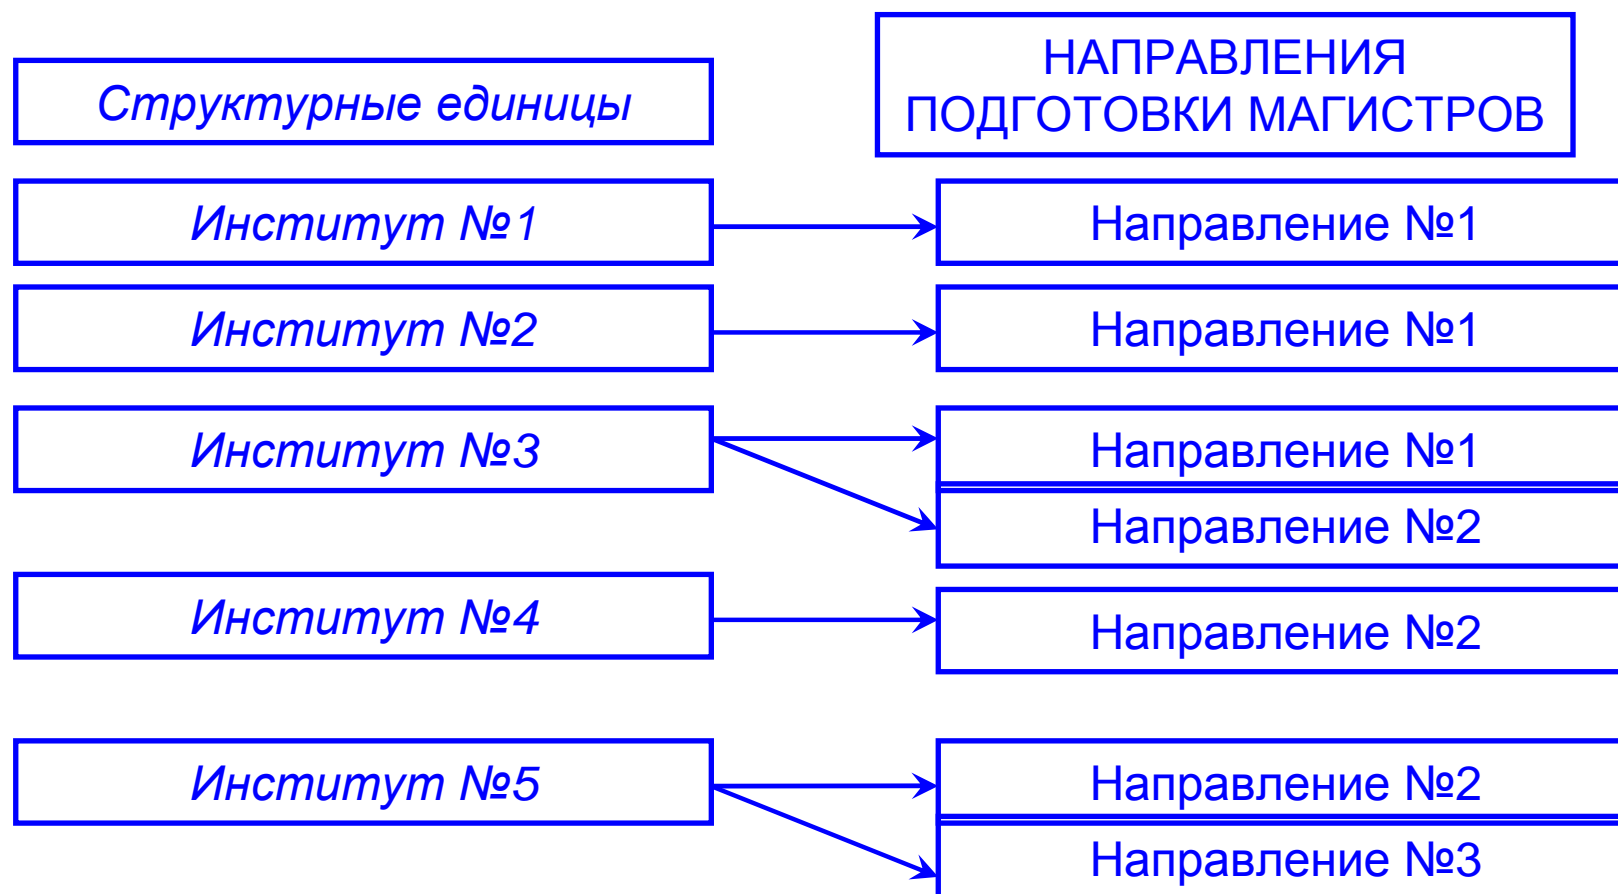 Структурные единицы
НАПРАВЛЕНИЯ
ПОДГОТОВКИ МАГИСТРОВ
Институт №1
Направление №1
Институт №2
Направление №1
Институт №3
Направление №1
Направление №2
Институт №4
Направление №2
Институт №5
Направление №2
Направление №3